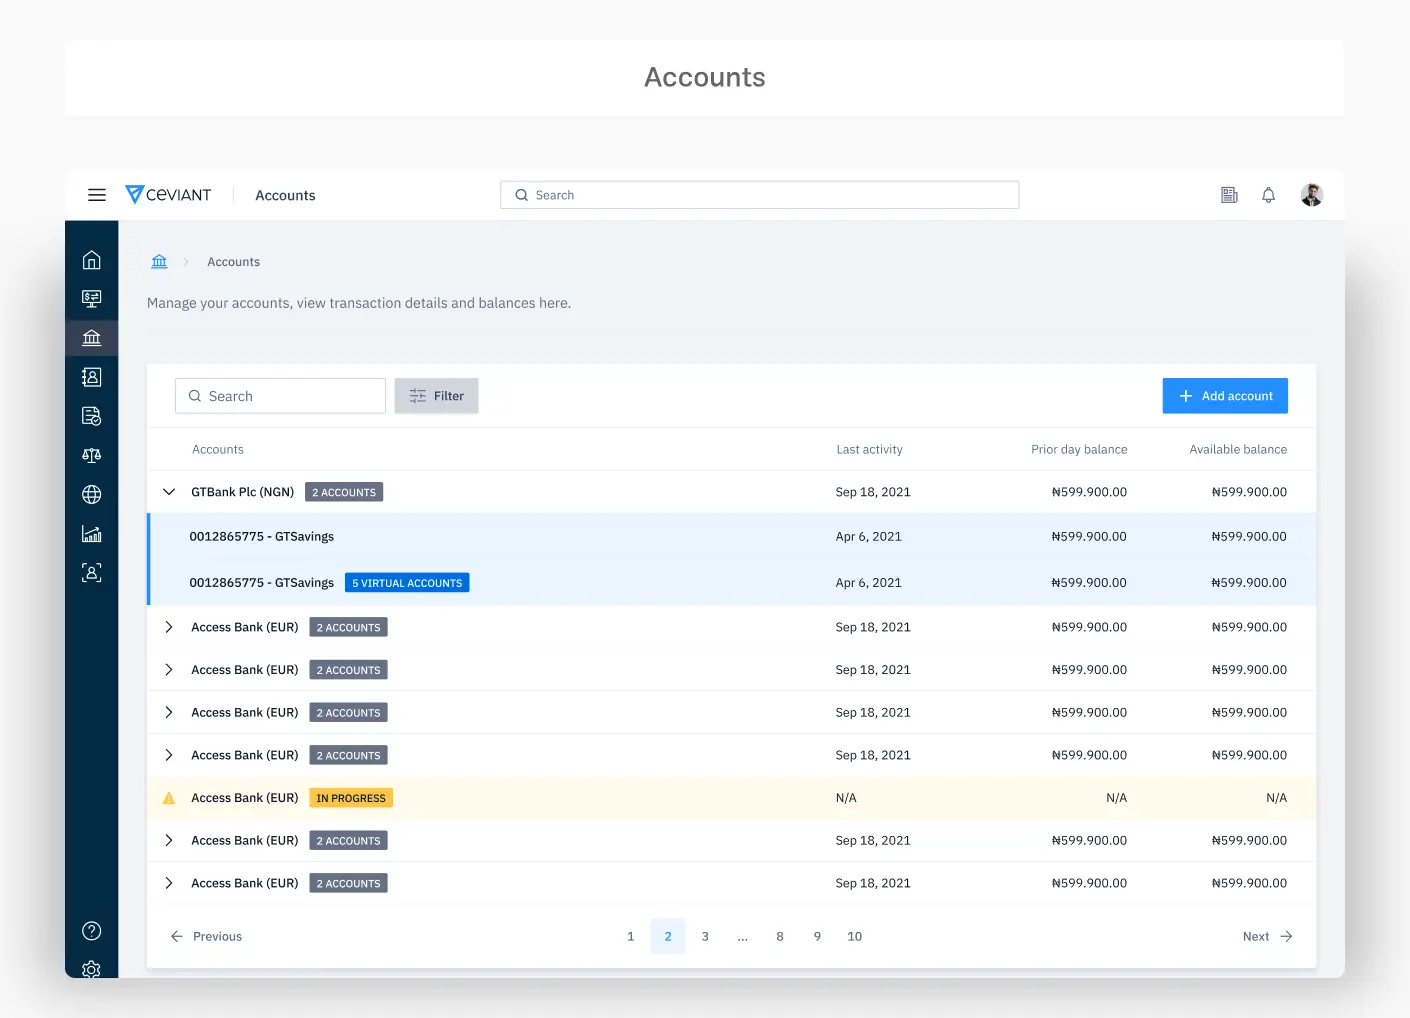 Accounts
CEVIANT
Accounts
Search
Accounts
Manage your accounts, view transaction details and balances here.
Search
Filter
+ Add account
Accounts Last activity Prior day balance Available balance
GTBank Plc (NGN) 2 ACCOUNTS Sep 18, 2021 ₦599.900.00 ₦599.900.00
0012865775 - GTSavings Apr 6, 2021 ₦599.900.00 ₦599.900.00
0012865775 - GTSavings 5 VIRTUAL ACCOUNTS Apr 6, 2021 ₦599.900.00 ₦599.900.00
Access Bank (EUR) 2 ACCOUNTS Sep 18, 2021 ₦599.900.00 ₦599.900.00
Access Bank (EUR) 2 ACCOUNTS Sep 18, 2021 ₦599.900.00 ₦599.900.00
Access Bank (EUR) 2 ACCOUNTS Sep 18, 2021 ₦599.900.00 ₦599.900.00
Access Bank (EUR) 2 ACCOUNTS Sep 18, 2021 ₦599.900.00 ₦599.900.00
Access Bank (EUR) IN PROGRESS N/A N/A N/A
Access Bank (EUR) 2 ACCOUNTS Sep 18, 2021 ₦599.900.00 ₦599.900.00
Access Bank (EUR) 2 ACCOUNTS Sep 18, 2021 ₦599.900.00 ₦599.900.00
← Previous 1 2 3 ... 8 9 10 Next →